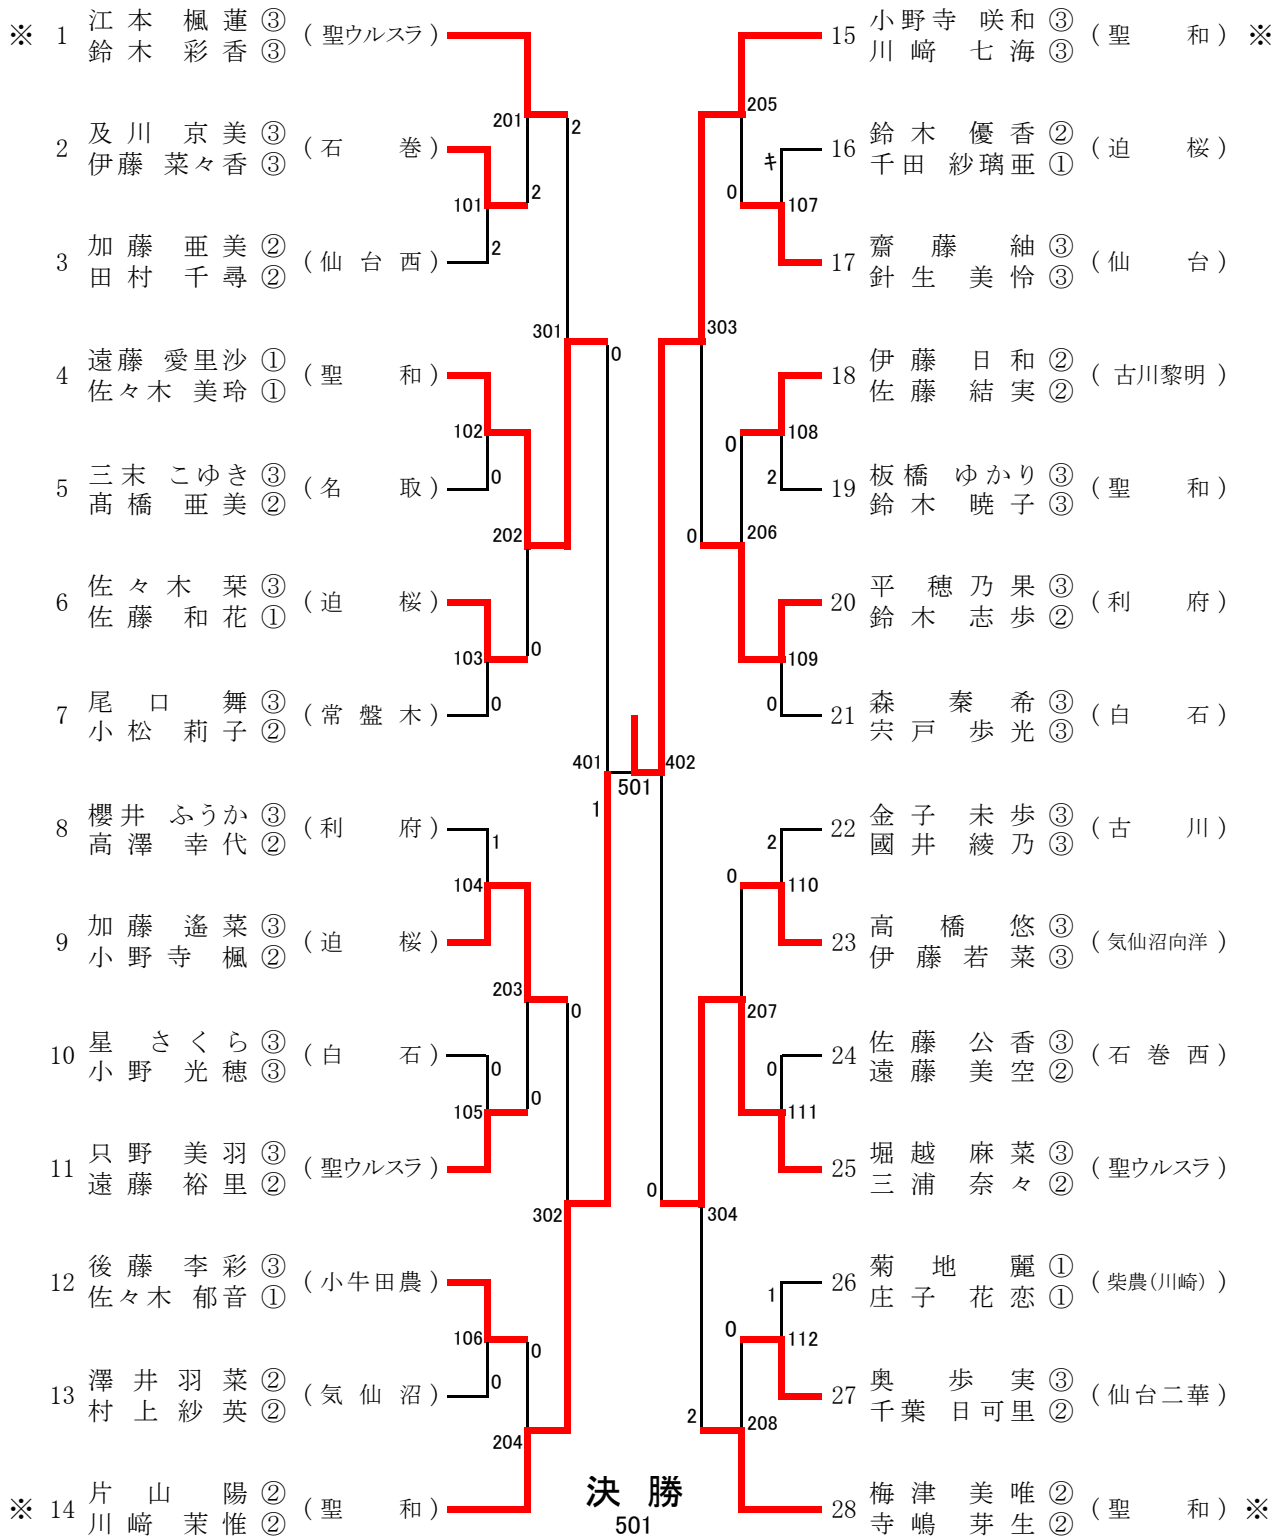 ※ 1 江本 楓蓮 ③ (聖ウルスラ)
鈴木 彩香 ③
2 及川 京美 ③ (石巻)
伊藤 菜々香 ③
3 加藤 亜美 ② (仙台西)
田村 千尋 ②
4 遠藤 愛里沙 ① (聖和)
佐々木 美玲 ①
5 三末 こゆき ③ (名取)
髙橋 亜美 ②
6 佐々木 栞 ③ (迫桜)
佐藤 和花 ①
7 尾口 舞 ③ (常盤木)
小松 莉子 ②
8 櫻井 ふうか ③ (利府)
高澤 幸代 ②
9 加藤 遙菜 ③ (迫桜)
小野寺 楓 ②
10 星 さくら ③ (白石)
小野 光穂 ③
11 只野 美羽 ③ (聖ウルスラ)
遠藤 裕里 ②
12 後藤 李彩 ③ (小牛田農)
佐々木 郁音 ①
13 澤井 羽菜 ② (気仙沼)
村上 紗英 ②
※ 14 片山 陽 ② (聖和)
川﨑 茉惟 ②
201
2
101
2
2
301
0
102
0
202
103
0
0
401
1
1
104
203
0
0
105
0
302
106
0
0
204
501
決勝
501
205
キ
0
107
303
0
108
2
0
206
109
0
402
2
0
110
207
0
111
0
304
1
0
112
2
208
15 小野寺 咲和 ③ (聖和) ※
川﨑 七海 ③
16 鈴木 優香 ② (迫桜)
千田 紗璃亜 ①
17 齋藤 紬 ③ (仙台)
針生 美怜 ③
18 伊藤 日和 ② (古川黎明)
佐藤 結実 ②
19 板橋 ゆかり ③ (聖和)
鈴木 暁子 ③
20 平 穂乃果 ③ (利府)
鈴木 志歩 ②
21 森 秦希 ③ (白石)
宍戸 歩光 ③
22 金子 未歩 ③ (古川)
國井 綾乃 ③
23 高橋 悠 ③ (気仙沼向洋)
伊藤 若菜 ③
24 佐藤 公香 ③ (石巻西)
遠藤 美空 ②
25 堀越 麻菜 ③ (聖ウルスラ)
三浦 奈々 ②
26 菊地 麗 ① (柴農(川崎))
庄子 花恋 ①
27 奥 歩実 ③ (仙台二華)
千葉 日可里 ②
28 梅津 美唯 ② (聖和) ※
寺嶋 芽生 ②